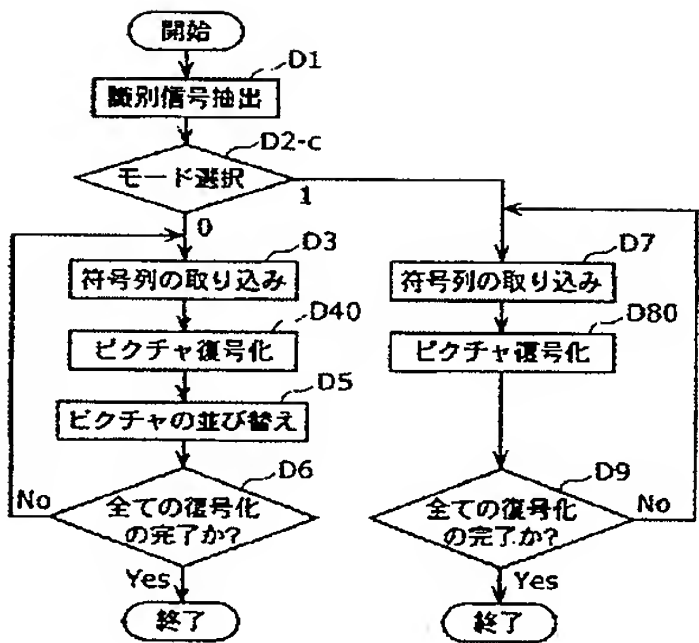 開始
D1
識別信号抽出
D2-c
モード選択
1
0
D3
符号列の取り込み
D40
ピクチャ復号化
D5
ピクチャの並び替え
D6
全ての復号化
の完了か?
No
Yes
終了
D7
符号列の取り込み
D80
ピクチャ復号化
D9
全ての復号化
の完了か?
No
Yes
終了